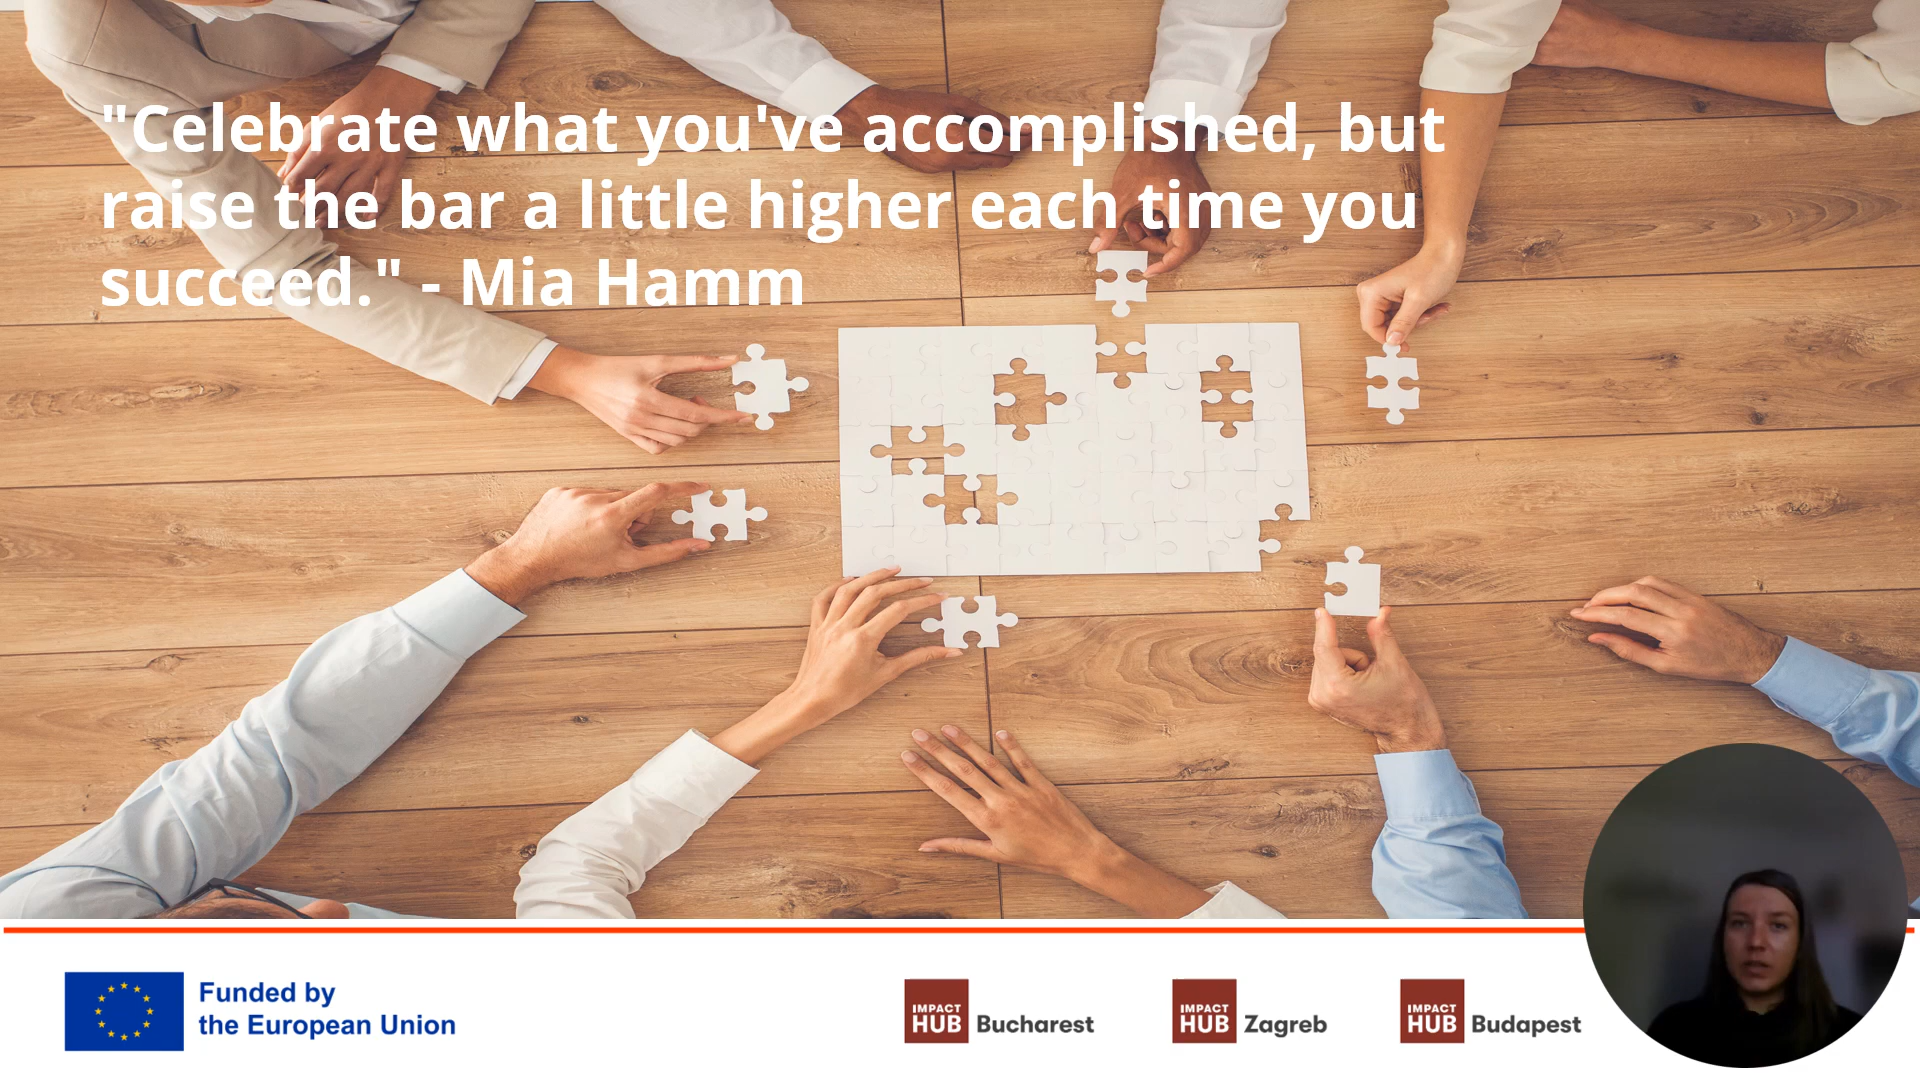 "Celebrate what you've accomplished, but
raise the bar a little higher each time you
succeed." - Mia Hamm
Funded by
the European Union
IMPACT
HUB Bucharest
IMPACT
HUB Zagreb
IMPACT
HUB Budapest